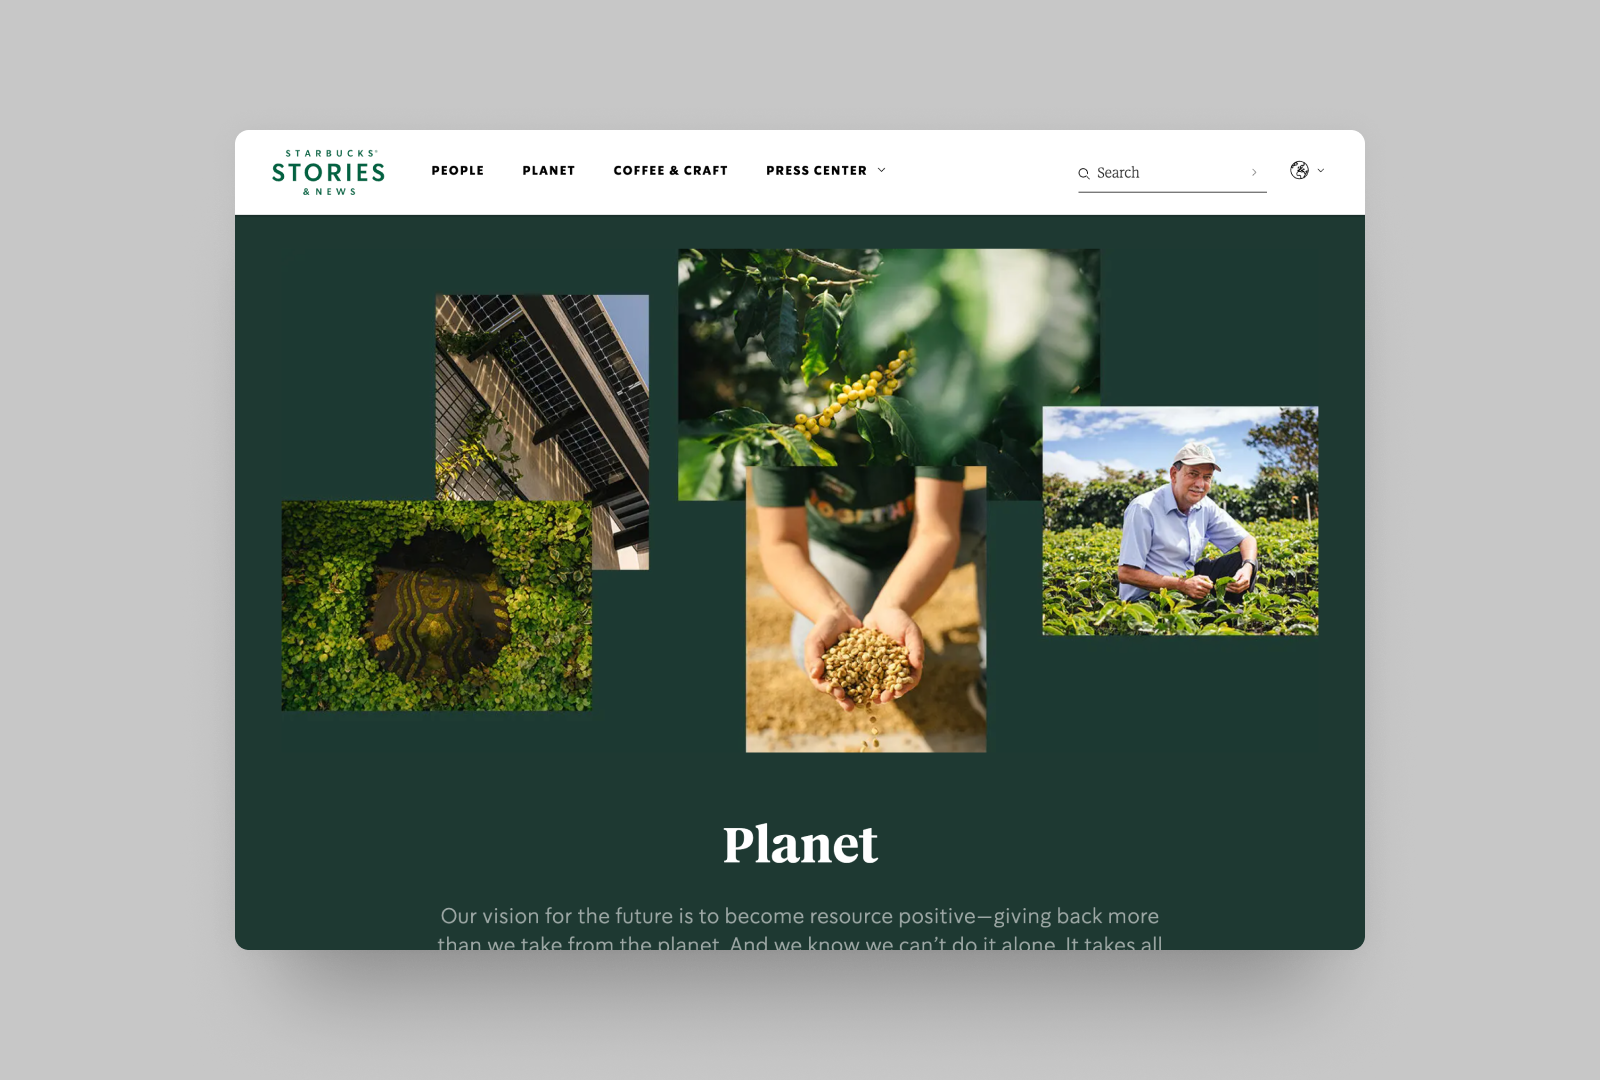 STARBUCKS®
STORIES
& NEWS
PEOPLE
PLANET
COFFEE & CRAFT
PRESS CENTER
Search
Planet
Our vision for the future is to become resource positive—giving back more
than we take from the planet. And we know we can’t do it alone. It takes all